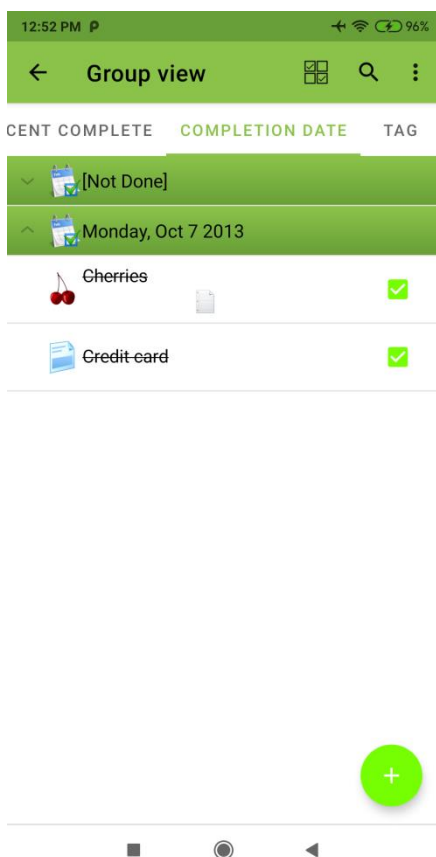 12:52 PM 96%
Group view
CENT COMPLETE COMPLETION DATE TAG
[Not Done]
Monday, Oct 7 2013
Cherries
Credit card